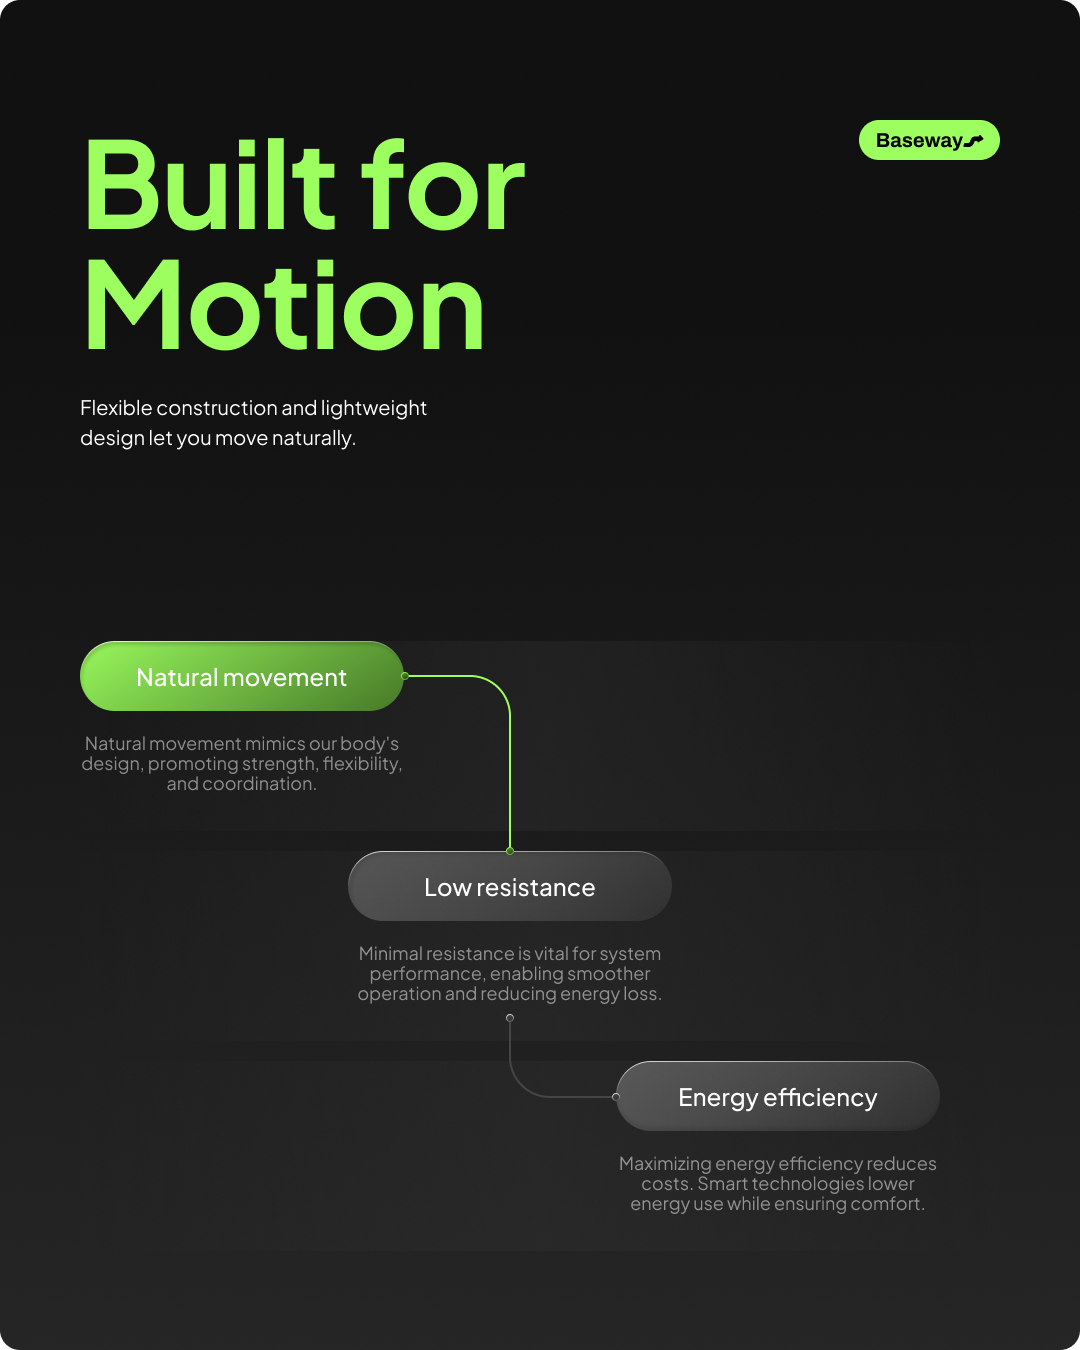 Built for
Motion
Baseway
Flexible construction and lightweight
design let you move naturally.
Natural movement
Natural movement mimics our body's
design, promoting strength, flexibility,
and coordination.
Low resistance
Minimal resistance is vital for system
performance, enabling smoother
operation and reducing energy loss.
Energy efficiency
Maximizing energy efficiency reduces
costs. Smart technologies lower
energy use while ensuring comfort.